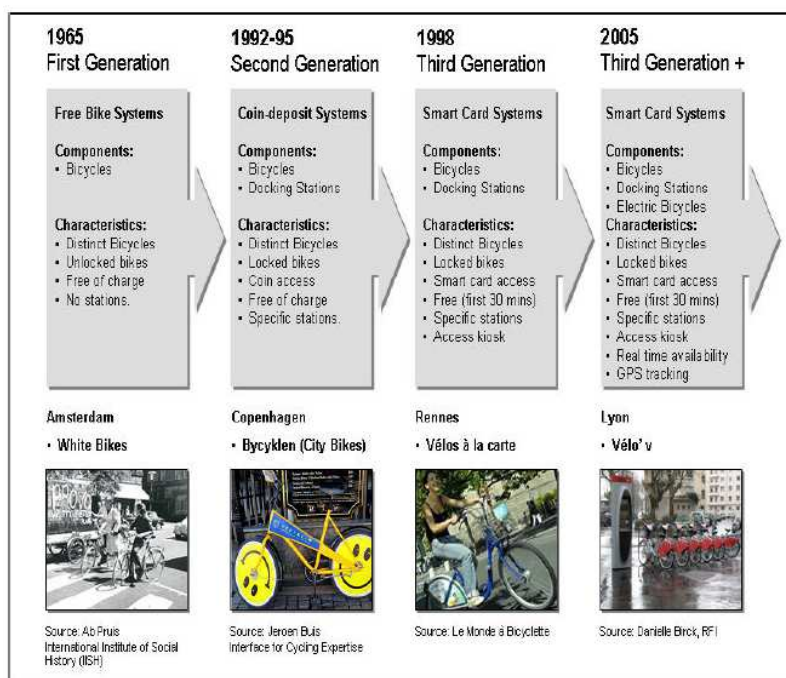 1965
First Generation
Free Bike Systems
Components:
• Bicycles
Characteristics:
• Distinct Bicycles
• Unlocked bikes
• Free of charge
• No stations.
Amsterdam
• White Bikes
Source: Ab Pruis
International Institute of Social
History (IISH)
1992-95
Second Generation
Coin-deposit Systems
Components:
• Bicycles
• Docking Stations
Characteristics:
• Distinct Bicycles
• Locked bikes
• Coin access
• Free of charge
• Specific stations.
Copenhagen
• Bycyklen (City Bikes)
Source: Jeroen Buis
Interface for Cycling Expertise
1998
Third Generation
Smart Card Systems
Components:
• Bicycles
• Docking Stations
Characteristics:
• Distinct Bicycles
• Locked bikes
• Smart card access
• Free (first 30 mins)
• Specific stations
• Access kiosk
Rennes
• Vélos à la carte
Source: Le Monde à Bicyclette
2005
Third Generation +
Smart Card Systems
Components:
• Bicycles
• Docking Stations
• Electric Bicycles
Characteristics:
• Distinct Bicycles
• Locked bikes
• Smart card access
• Free (first 30 mins)
• Specific stations
• Access kiosk
• Real time availability
• GPS tracking
Lyon
• Vélo' v
Source: Danielle Birck, RFI